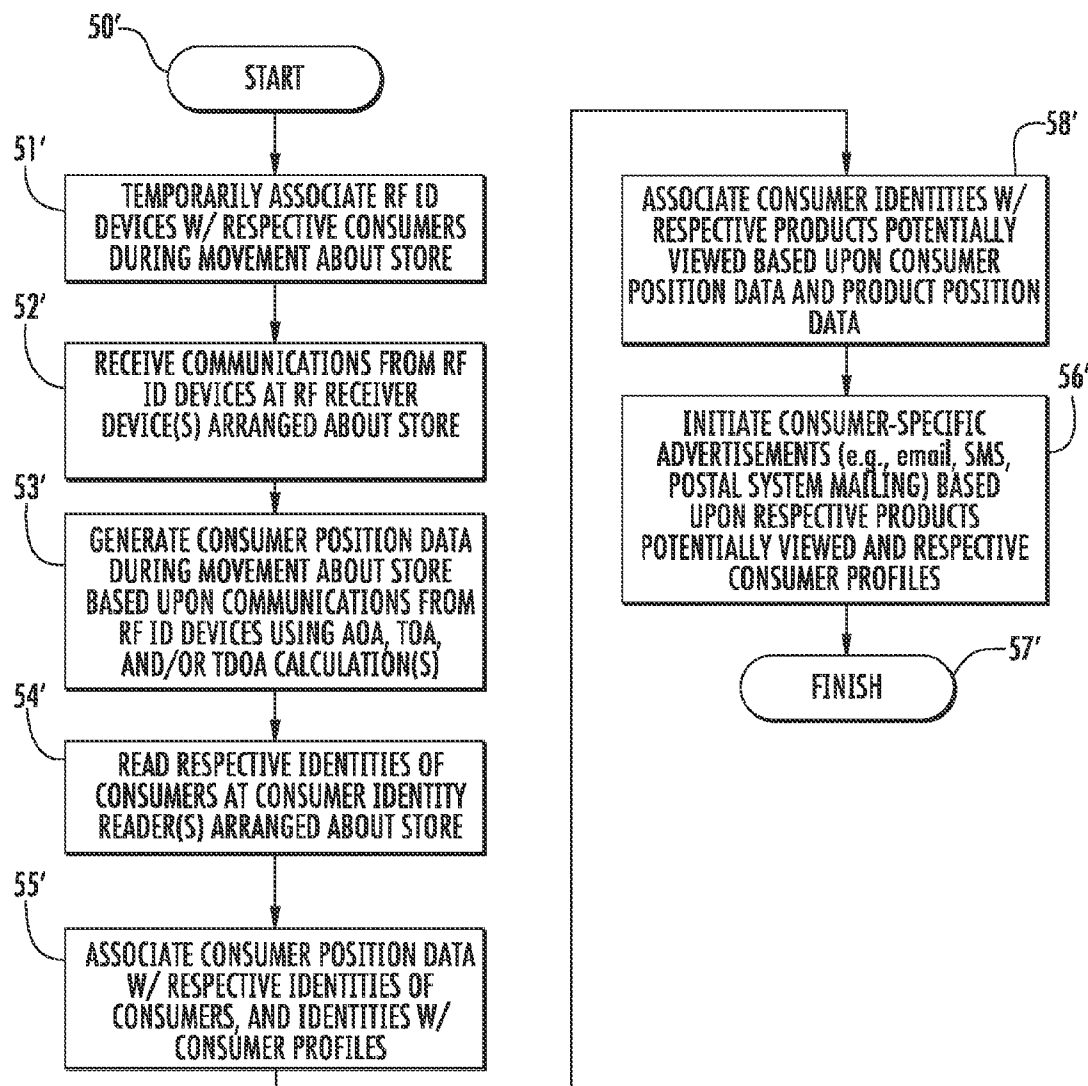 50'
START
51'
TEMPORARILY ASSOCIATE RF ID
DEVICES W/ RESPECTIVE CONSUMERS
DURING MOVEMENT ABOUT STORE
52'
RECEIVE COMMUNICATIONS FROM RF
ID DEVICES AT RF RECEIVER
DEVICE(S) ARRANGED ABOUT STORE
53'
GENERATE CONSUMER POSITION DATA
DURING MOVEMENT ABOUT STORE
BASED UPON COMMUNICATIONS FROM
RF ID DEVICES USING AOA, TOA,
AND/OR TDOA CALCULATION(S)
54'
READ RESPECTIVE IDENTITIES OF
CONSUMERS AT CONSUMER IDENTITY
READER(S) ARRANGED ABOUT STORE
55'
ASSOCIATE CONSUMER POSITION DATA
W/ RESPECTIVE IDENTITIES OF
CONSUMERS, AND IDENTITIES W/
CONSUMER PROFILES
58'
ASSOCIATE CONSUMER IDENTITIES W/
RESPECTIVE PRODUCTS POTENTIALLY
VIEWED BASED UPON CONSUMER
POSITION DATA AND PRODUCT POSITION
DATA
56'
INITIATE CONSUMER-SPECIFIC
ADVERTISEMENTS (e.g., email, SMS,
POSTAL SYSTEM MAILING) BASED
UPON RESPECTIVE PRODUCTS
POTENTIALLY VIEWED AND RESPECTIVE
CONSUMER PROFILES
57'
FINISH